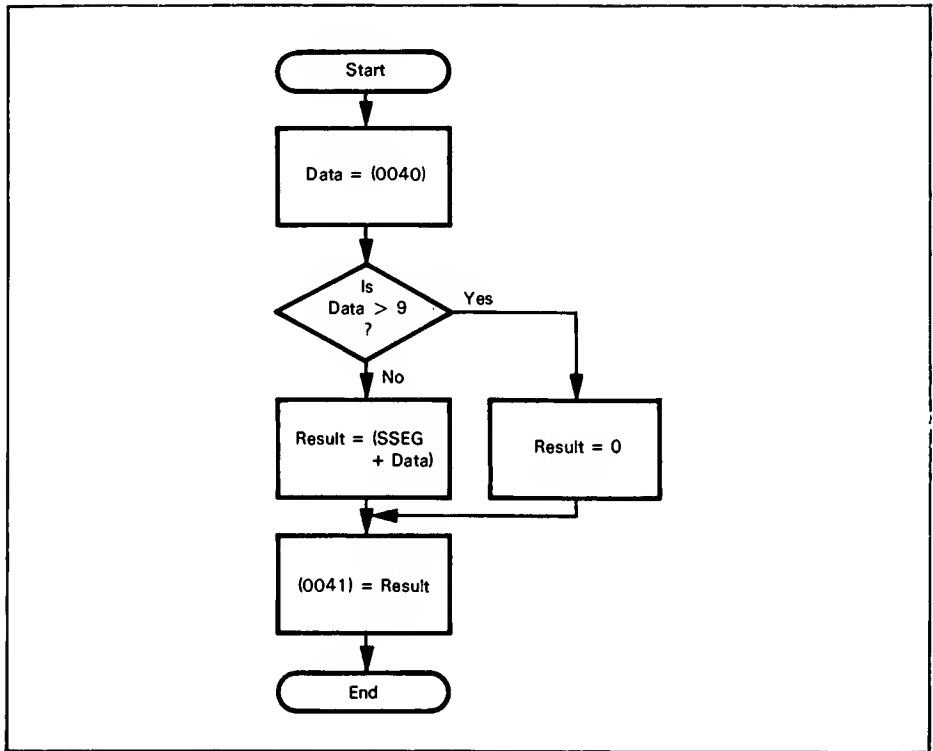 Start
Data = (0040)
Is
Data > 9
?
Yes
No
Result = (SSEG
+ Data)
Result = 0
(0041) = Result
End